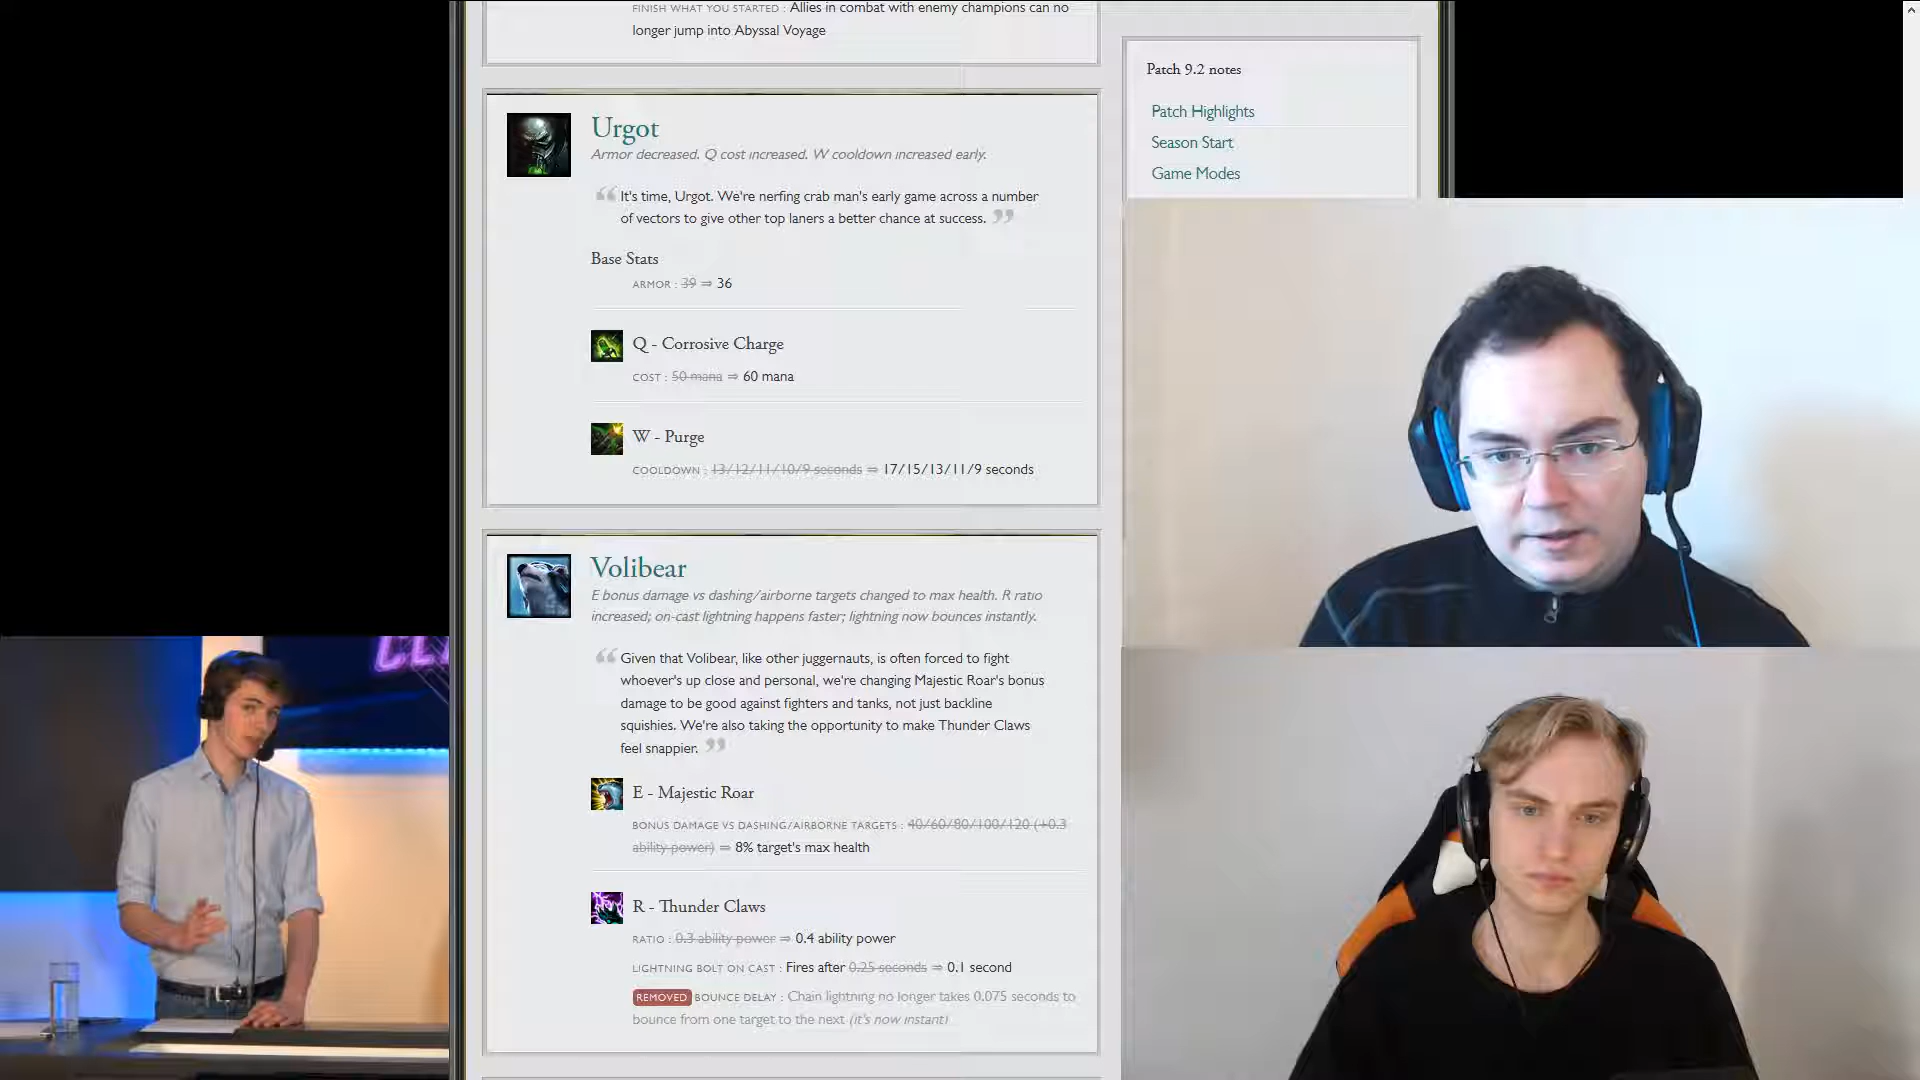 FINISH WHAT YOU STARTED : Allies in combat with enemy champions can no
longer jump into Abyssal Voyage
Urgot
Armor decreased. Q cost increased. W cooldown increased early.
“ It's time, Urgot. We're nerfing crab man's early game across a number
of vectors to give other top laners a better chance at success. ”
Base Stats
ARMOR : 39 ⇒ 36
Q - Corrosive Charge
COST : 50 mana ⇒ 60 mana
W - Purge
COOLDOWN : 13/12/11/10/9 seconds ⇒ 17/15/13/11/9 seconds
Volibear
E bonus damage vs dashing/airborne targets changed to max health. R ratio
increased; on-cast lightning happens faster; lightning now bounces instantly.
“ Given that Volibear, like other juggernauts, is often forced to fight
whoever's up close and personal, we're changing Majestic Roar's bonus
damage to be good against fighters and tanks, not just backline
squishies. We're also taking the opportunity to make Thunder Claws
feel snappier. ”
E - Majestic Roar
BONUS DAMAGE VS DASHING/AIRBORNE TARGETS : 40/60/80/100/120 (+0.3
ability power) ⇒ 8% target's max health
R - Thunder Claws
RATIO : 0.3 ability power ⇒ 0.4 ability power
LIGHTNING BOLT ON CAST : Fires after 0.25 seconds ⇒ 0.1 second
REMOVED BOUNCE DELAY : Chain lightning no longer takes 0.075 seconds to
bounce from one target to the next (it's now instant)
Patch 9.2 notes
Patch Highlights
Season Start
Game Modes